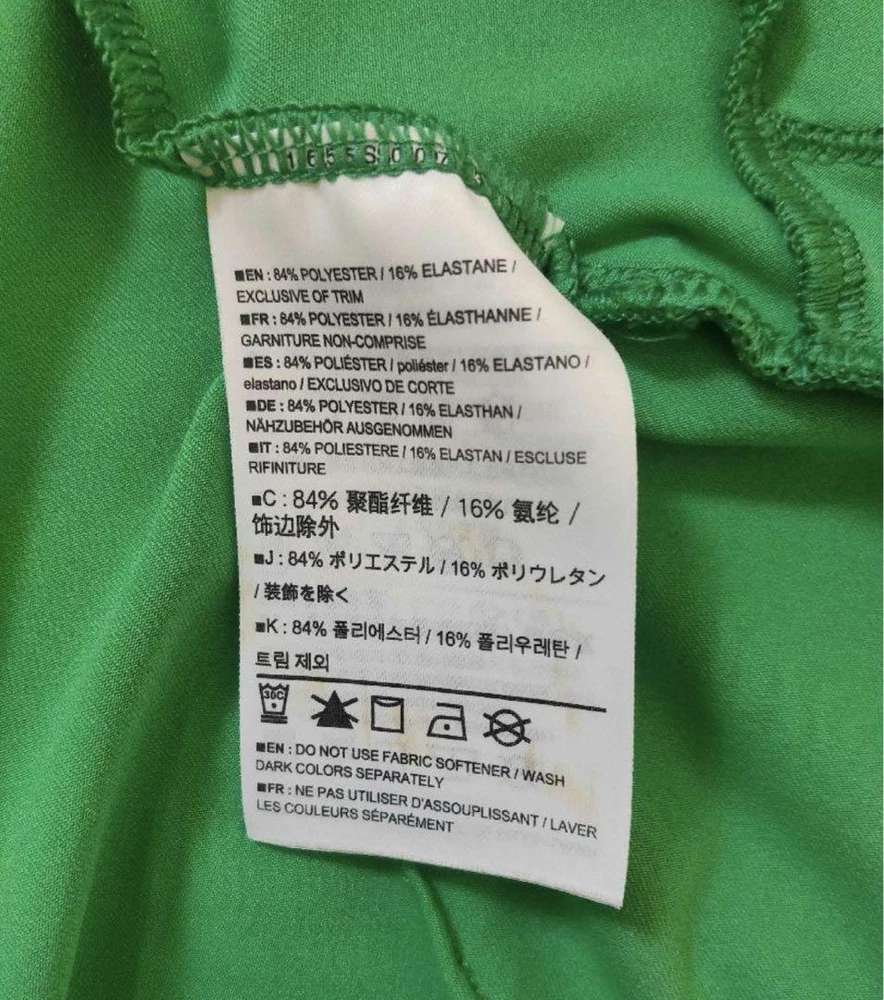 ■EN : 84% POLYESTER / 16% ELASTANE /
EXCLUSIVE OF TRIM
■FR : 84% POLYESTER / 16% ÉLASTHANNE /
GARNITURE NON-COMPRISE
■ES : 84% POLIÉSTER / poliéster / 16% ELASTANO /
elastano / EXCLUSIVO DE CORTE
■DE : 84% POLYESTER / 16% ELASTHAN /
NÄHZUBEHÖR AUSGENOMMEN
■IT : 84% POLIESTERE / 16% ELASTAN / ESCLUSE
RIFINITURE
■C : 84% 聚酯纤维 / 16% 氨纶 /
饰边除外
■J : 84% ポリエステル / 16% ポリウレタン
/ 装飾を除く
■K : 84% 폴리에스터 / 16% 폴리우레탄 /
트림 제외
30C
■EN : DO NOT USE FABRIC SOFTENER / WASH
DARK COLORS SEPARATELY
■FR : NE PAS UTILISER D'ASSOUPLISSANT / LAVER
LES COULEURS SÉPARÉMENT